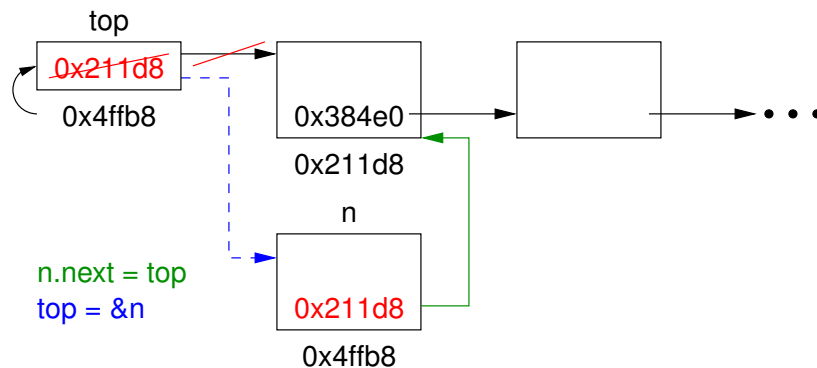 top
0x211d8
0x4ffb8
0x384e0
0x211d8
n
n.next = top
top = &n
0x211d8
0x4ffb8